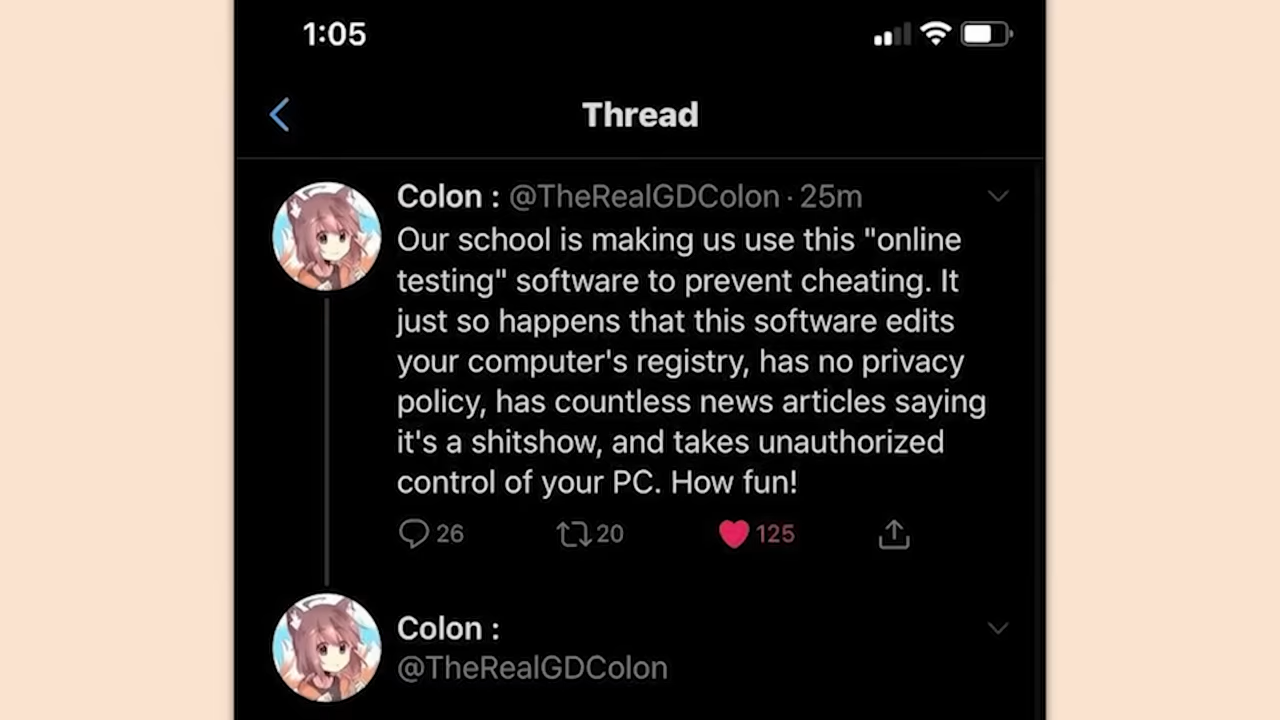 1:05
Thread
Colon : @TheRealGDColon · 25m
Our school is making us use this "online
testing" software to prevent cheating. It
just so happens that this software edits
your computer's registry, has no privacy
policy, has countless news articles saying
it's a shitshow, and takes unauthorized
control of your PC. How fun!
26 20 125
Colon :
@TheRealGDColon